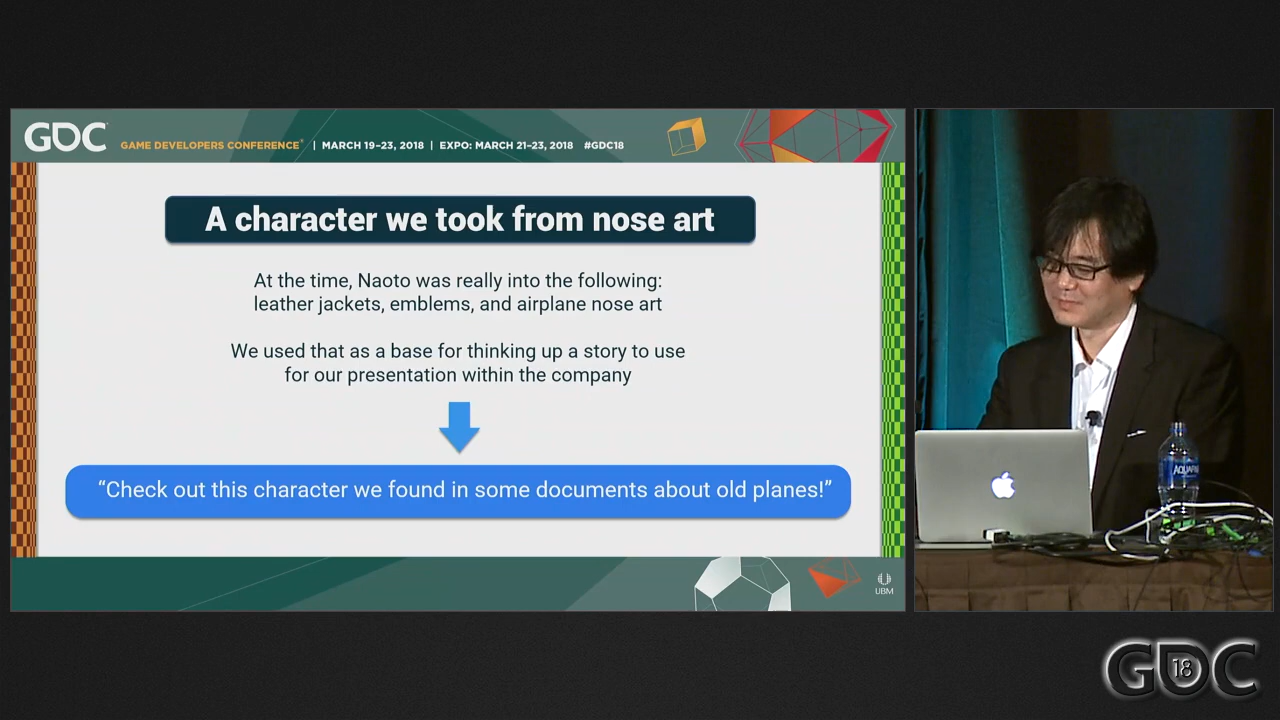 GDC
GAME DEVELOPERS CONFERENCE® | MARCH 19–23, 2018 | EXPO: MARCH 21–23, 2018 #GDC18
A character we took from nose art
At the time, Naoto was really into the following:
leather jackets, emblems, and airplane nose art
We used that as a base for thinking up a story to use
for our presentation within the company
“Check out this character we found in some documents about old planes!”
UBM
AQUAFINA
GDC
18